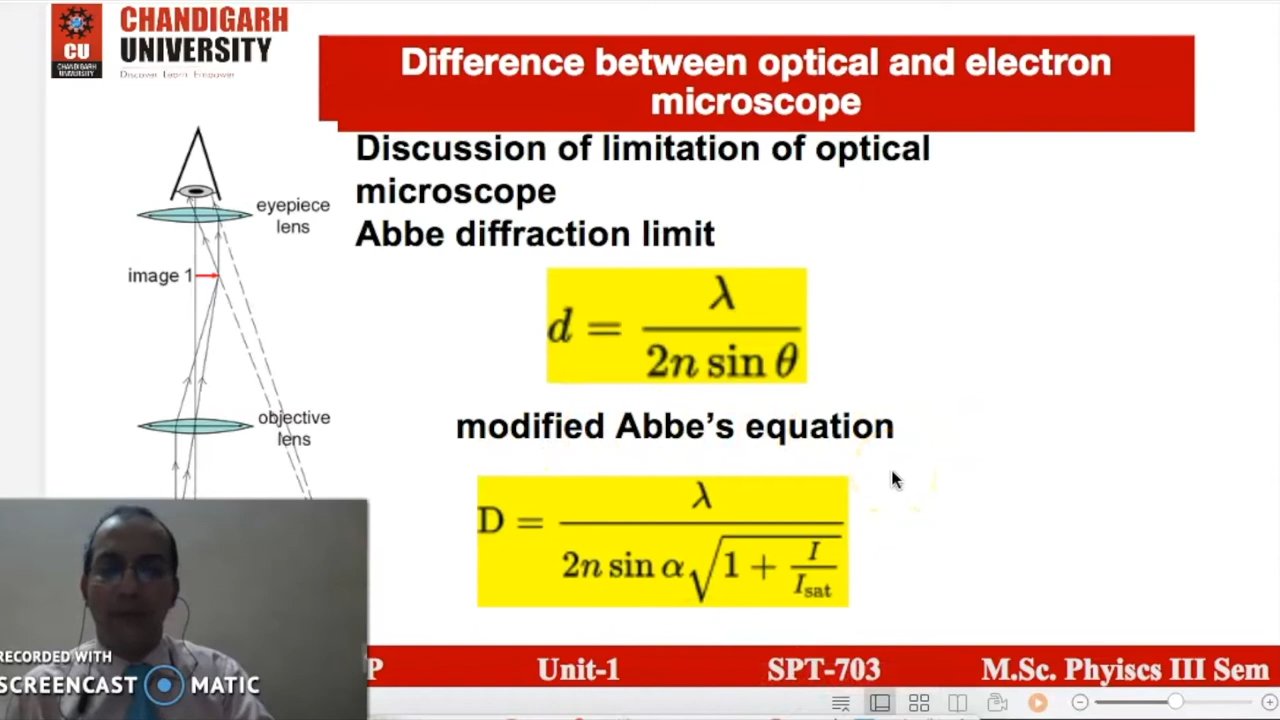 CU
CHANDIGARH
UNIVERSITY
CHANDIGARH
UNIVERSITY
Discover. Learn. Empower.
Difference between optical and electron
microscope
Discussion of limitation of optical
microscope
Abbe diffraction limit
d = λ / 2n sin θ
modified Abbe’s equation
D = λ / 2n sin α √(1 + I / I_sat)
eyepiece
lens
image 1
objective
lens
RECORDED WITH
SCREENCAST MATIC
P Unit-1 SPT-703 M.Sc. Phyiscs III Sem